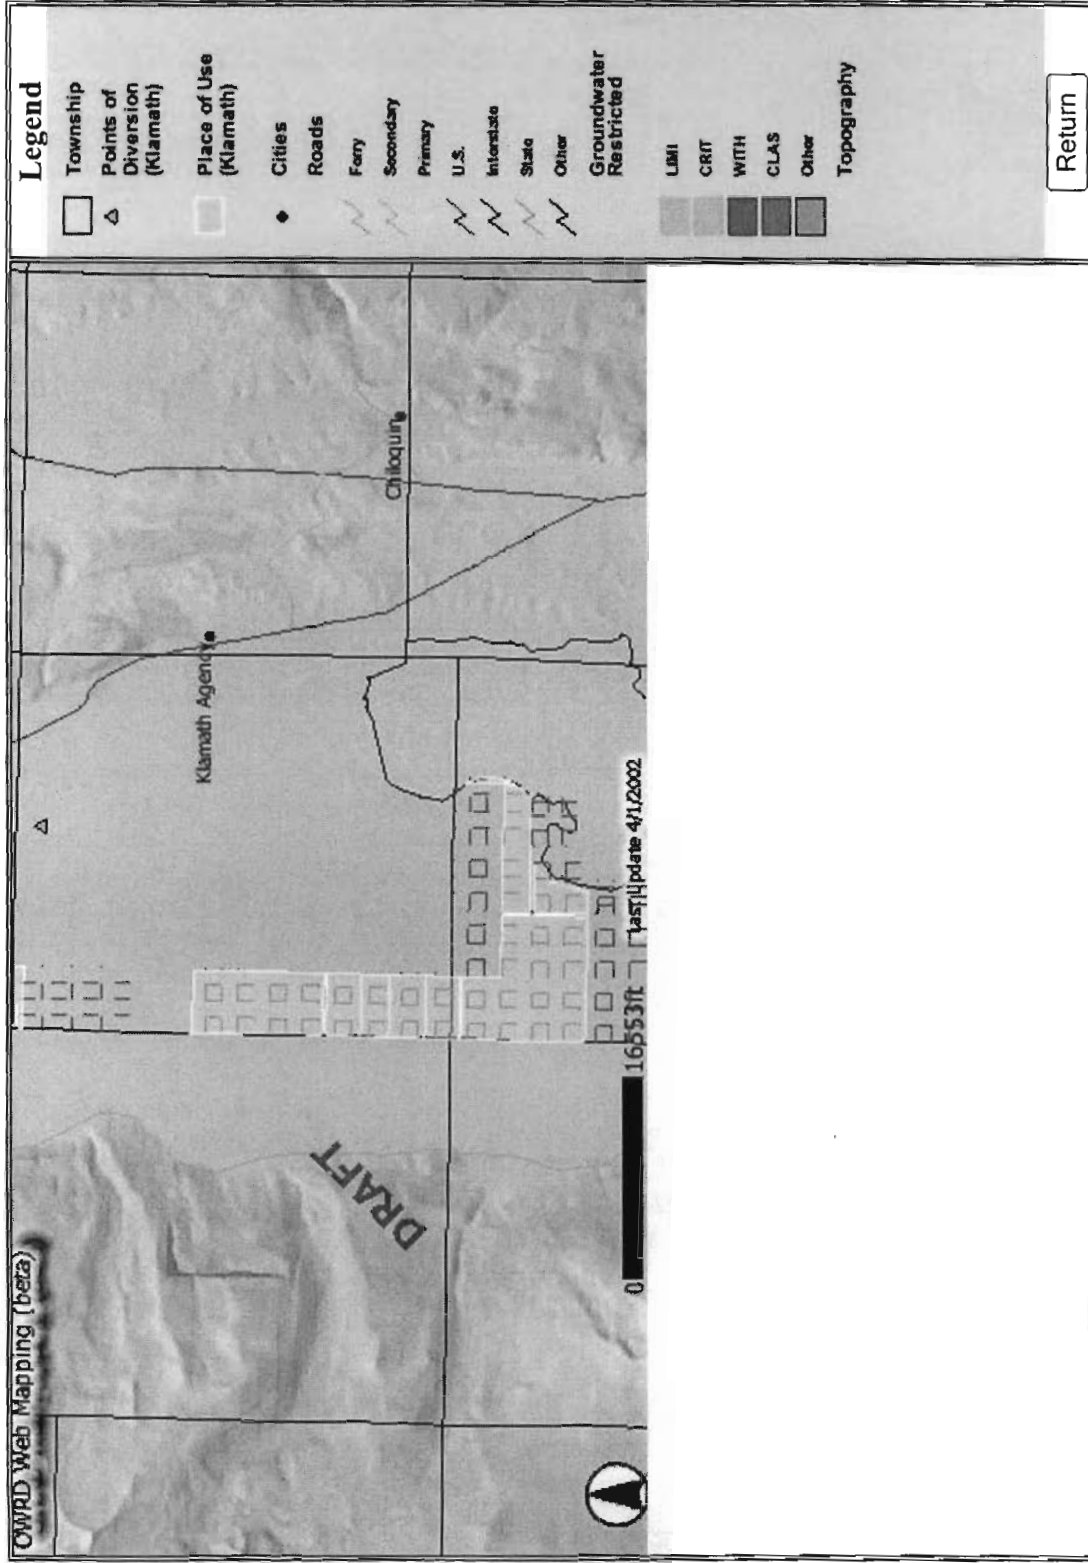 OWRD Web Mapping (beta)
Klamath Agency
Chiloquin
DRAFT
0
16553ft
Last Update 4/1/2002
Legend
Township
Points of
Diversion
(Klamath)
Place of Use
(Klamath)
Cities
Roads
Ferry
Secondary
Primary
U.S.
Interstate
State
Other
Groundwater
Restricted
LIMI
CRIT
WITH
CLAS
Other
Topography
Return